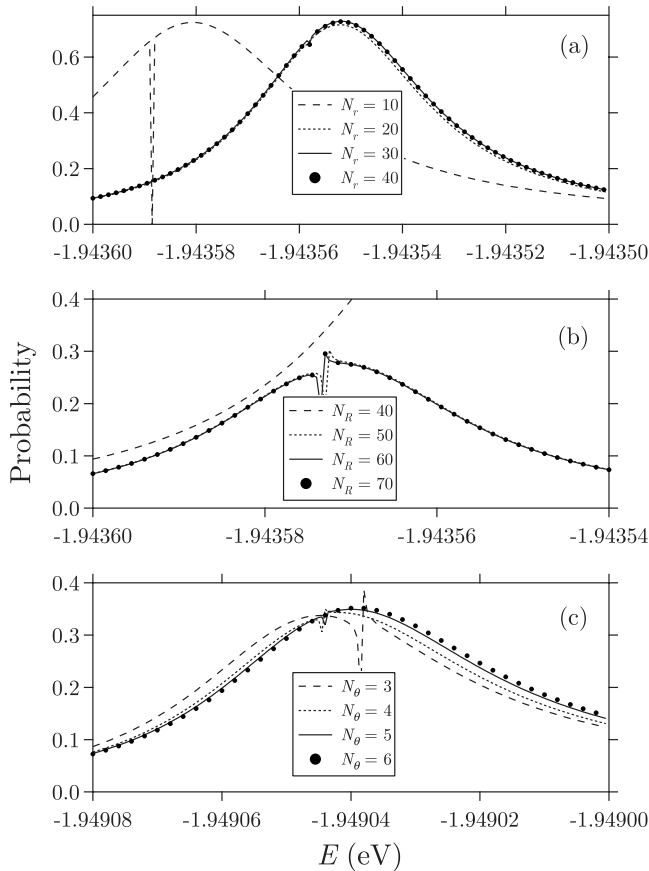 (a)
0.6
0.4
0.2
0.0
N_r = 10
N_r = 20
N_r = 30
N_r = 40
-1.94360 -1.94358 -1.94356 -1.94354 -1.94352 -1.94350
Probability
(b)
0.4
0.3
0.2
0.1
0.0
N_R = 40
N_R = 50
N_R = 60
N_R = 70
-1.94360 -1.94358 -1.94356 -1.94354
(c)
0.4
0.3
0.2
0.1
0.0
N_θ = 3
N_θ = 4
N_θ = 5
N_θ = 6
-1.94908 -1.94906 -1.94904 -1.94902 -1.94900
E (eV)